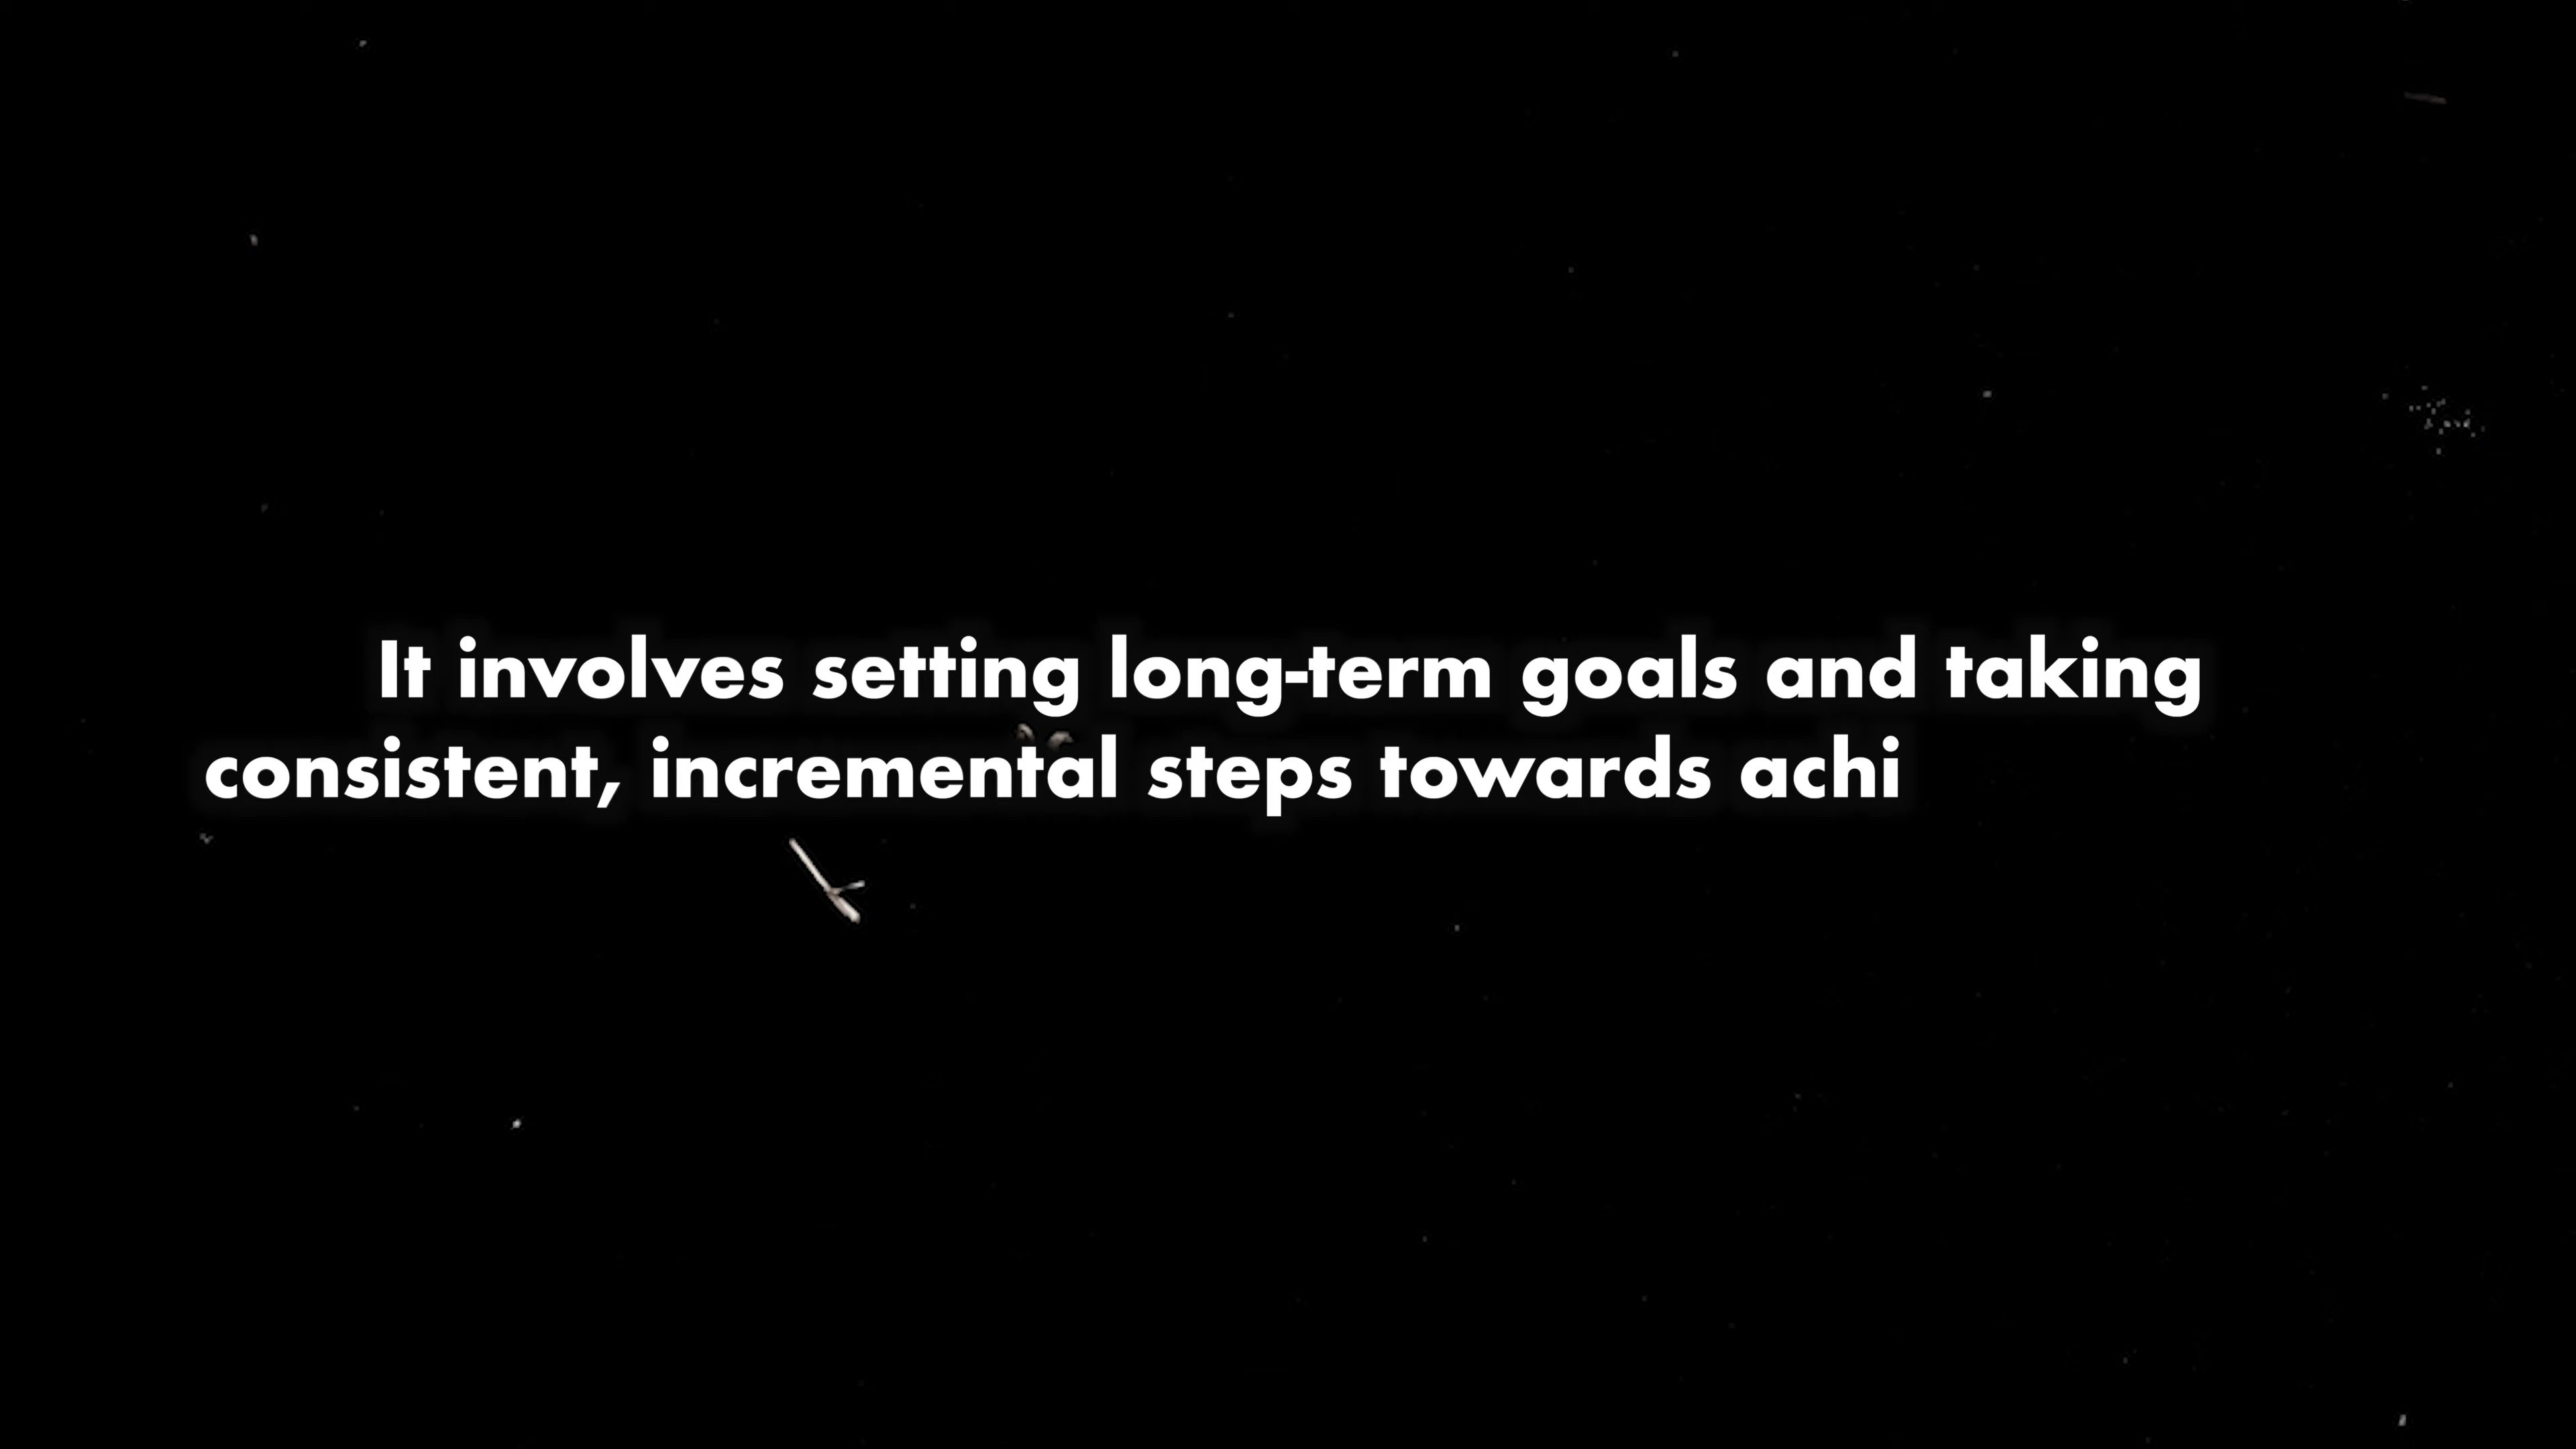 It involves setting long-term goals and taking
consistent, incremental steps towards achi